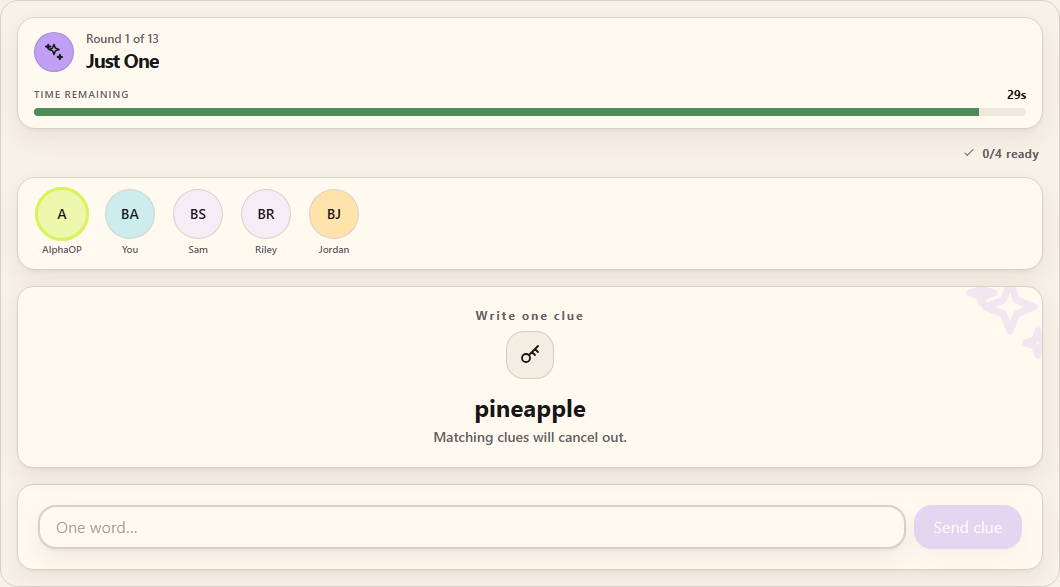 Round 1 of 13
Just One
TIME REMAINING
29s
0/4 ready
A
BA
BS
BR
BJ
AlphaOP
You
Sam
Riley
Jordan
Write one clue
pineapple
Matching clues will cancel out.
One word...
Send clue